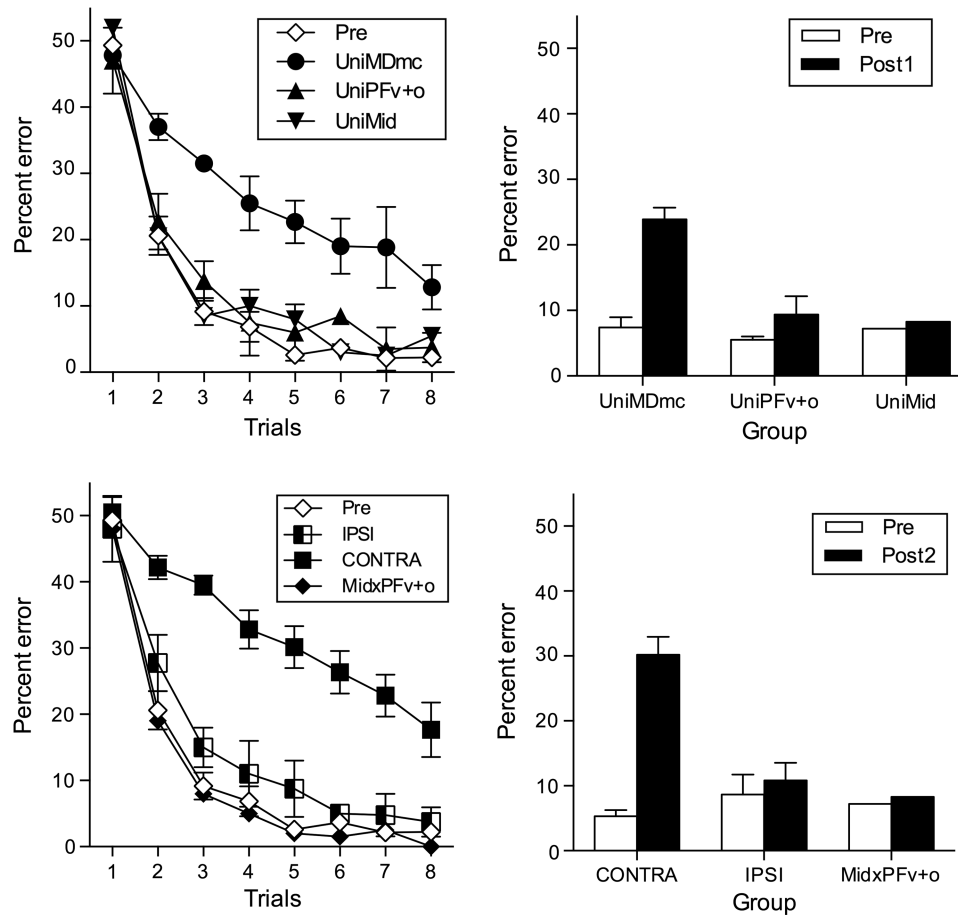 Percent error
50
40
30
20
10
0
Pre
UniMDmc
UniPFv+o
UniMid
1 2 3 4 5 6 7 8
Trials
Percent error
50
40
30
20
10
0
Pre
Post1
UniMDmc UniPFv+o UniMid
Group
Percent error
50
40
30
20
10
0
Pre
IPSI
CONTRA
MidxPFv+o
1 2 3 4 5 6 7 8
Trials
Percent error
50
40
30
20
10
0
Pre
Post2
CONTRA IPSI MidxPFv+o
Group